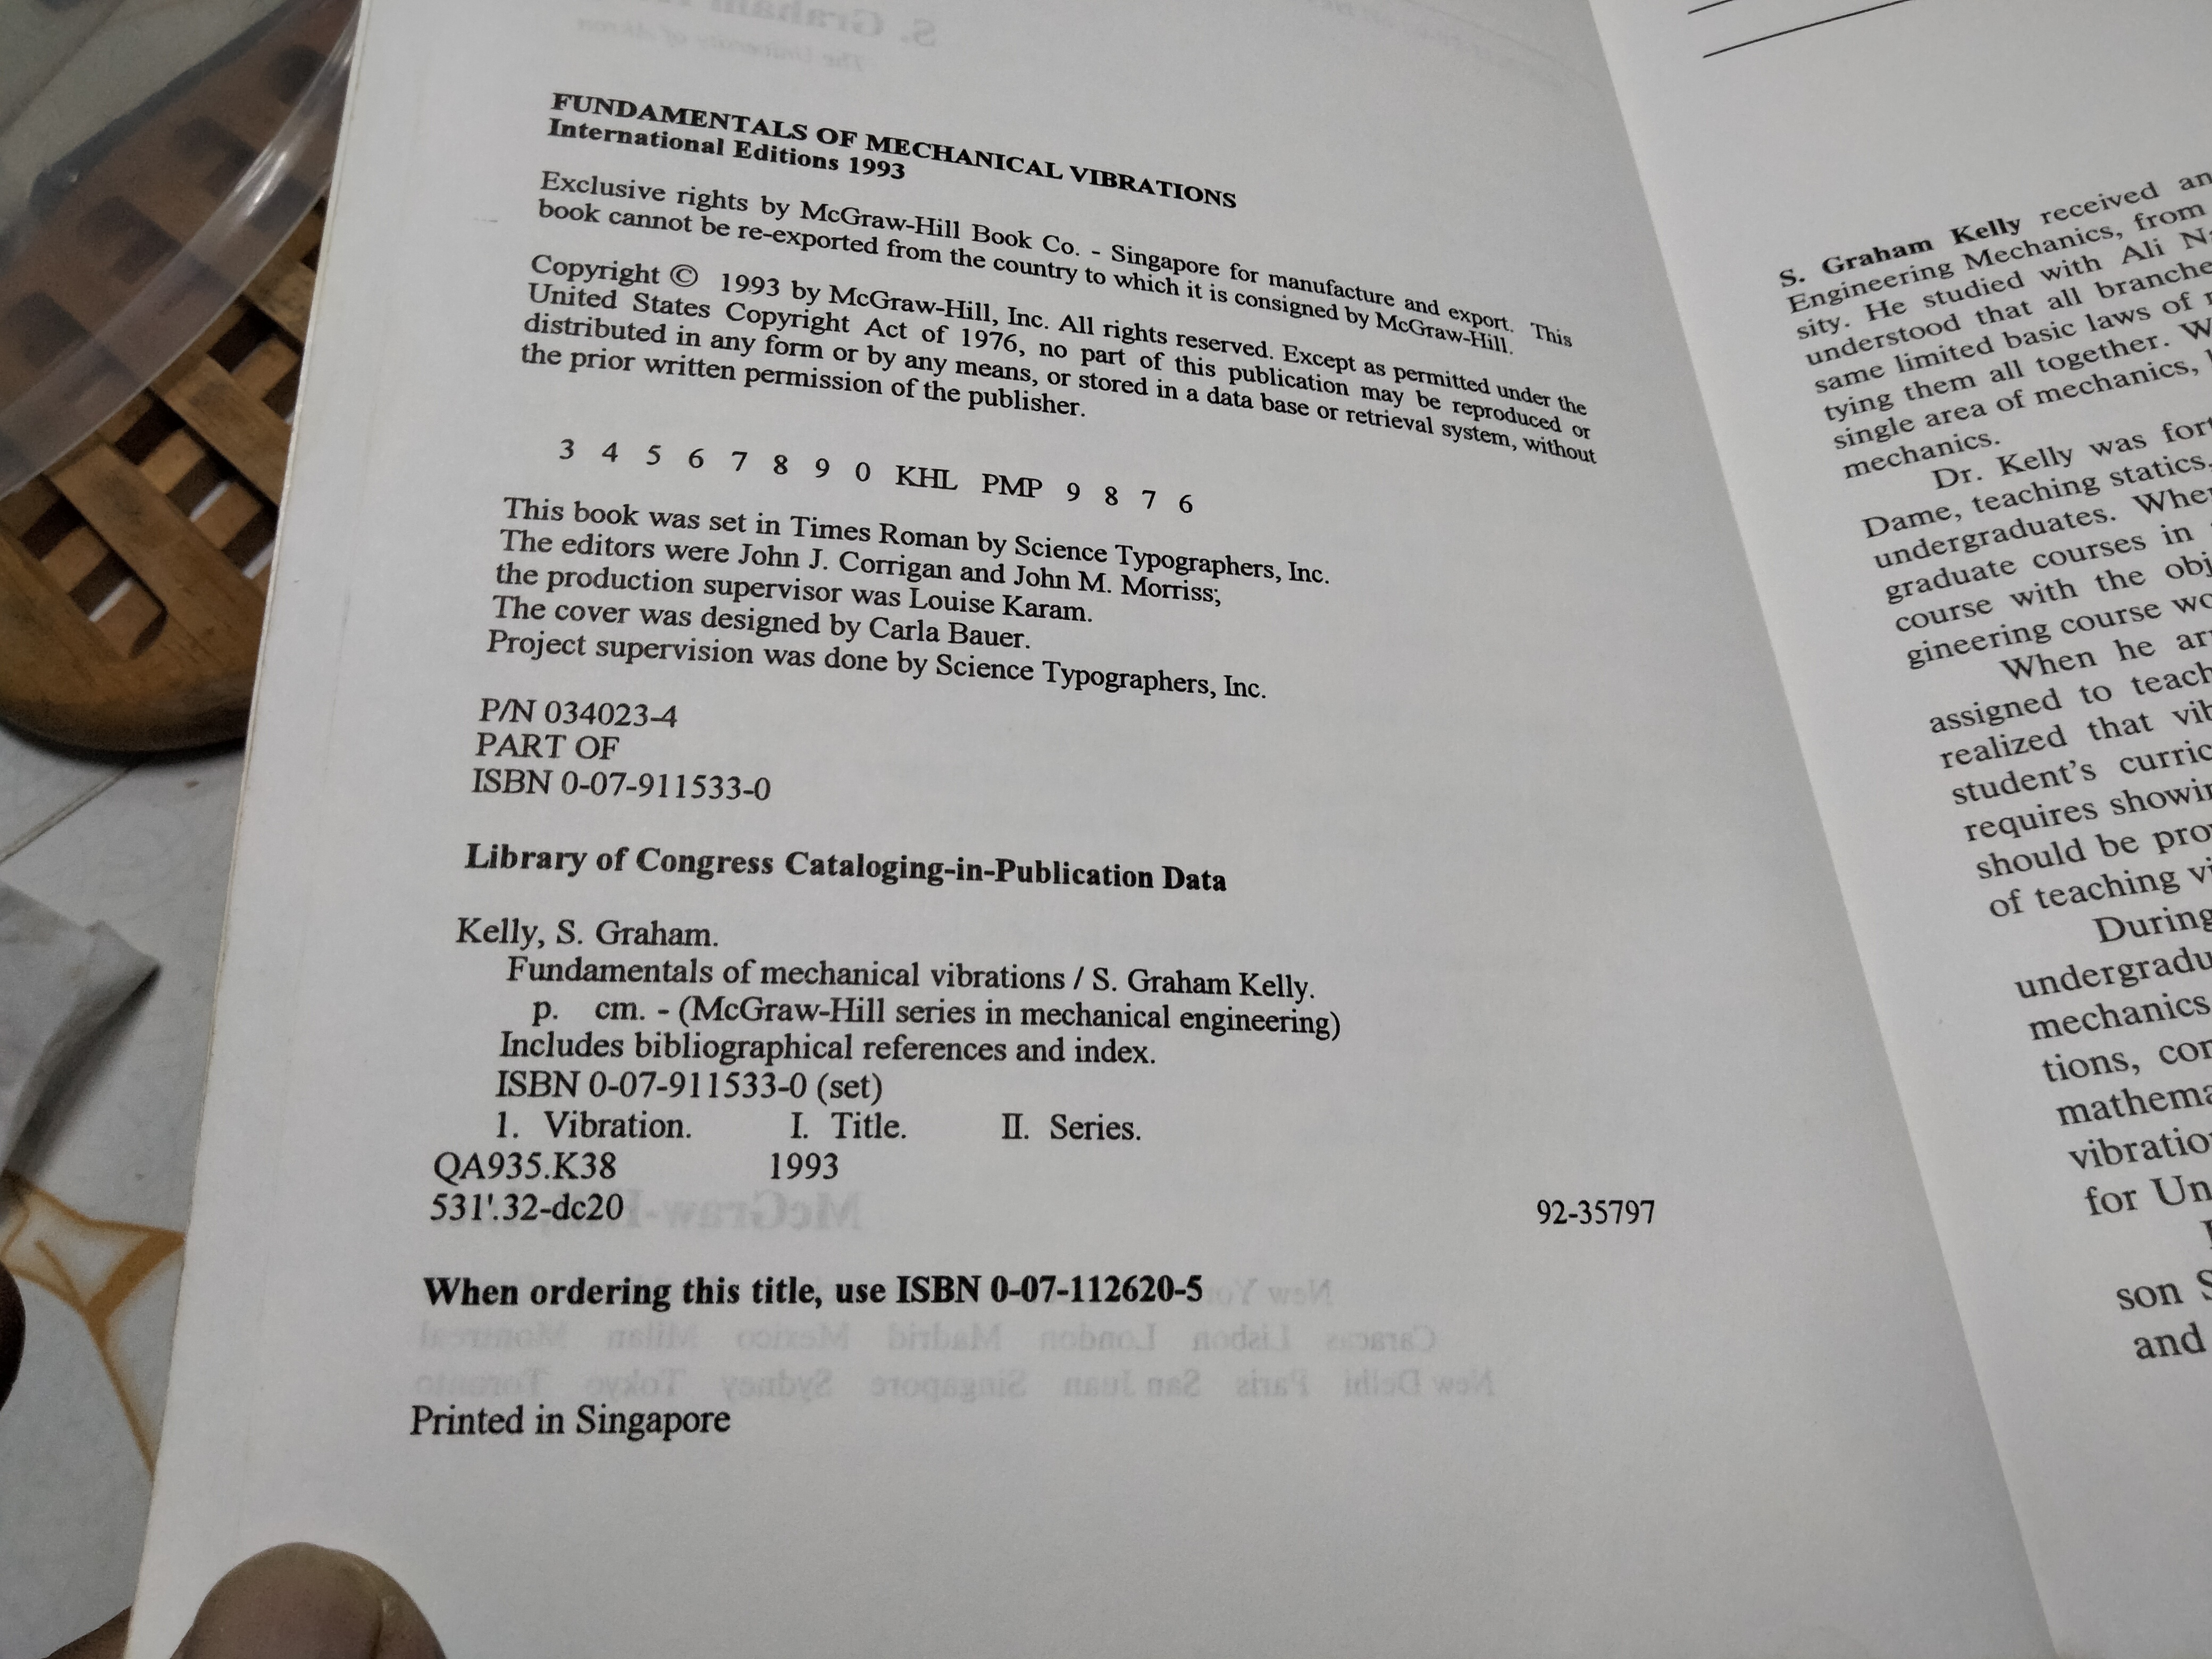 FUNDAMENTALS OF MECHANICAL VIBRATIONS
International Editions 1993
Exclusive rights by McGraw-Hill Book Co. - Singapore for manufacture and export. This
book cannot be re-exported from the country to which it is consigned by McGraw-Hill.
Copyright © 1993 by McGraw-Hill, Inc. All rights reserved. Except as permitted under the
United States Copyright Act of 1976, no part of this publication may be reproduced or
distributed in any form or by any means, or stored in a data base or retrieval system, without
the prior written permission of the publisher.
3 4 5 6 7 8 9 0 KHL PMP 9 8 7 6
This book was set in Times Roman by Science Typographers, Inc.
The editors were John J. Corrigan and John M. Morriss;
the production supervisor was Louise Karam.
The cover was designed by Carla Bauer.
Project supervision was done by Science Typographers, Inc.
P/N 034023-4
PART OF
ISBN 0-07-911533-0
Library of Congress Cataloging-in-Publication Data
Kelly, S. Graham.
Fundamentals of mechanical vibrations / S. Graham Kelly.
p. cm. - (McGraw-Hill series in mechanical engineering)
Includes bibliographical references and index.
ISBN 0-07-911533-0 (set)
1. Vibration. I. Title. II. Series.
QA935.K38 1993
531'.32-dc20 92-35797
When ordering this title, use ISBN 0-07-112620-5
Printed in Singapore
S. Graham Kelly received
Engineering Mechanics, from
sity. He studied with Ali
understood that all
same limited basic laws of
tying them all together.
single area of mechanics,
mechanics.
Dr. Kelly was
Dame, teaching statics,
undergraduates.
graduate courses in
course with the
gineering course
When he
assigned to
realized that
student's
requires
should be
of teaching
During
mechanics
tions,
for
son
and